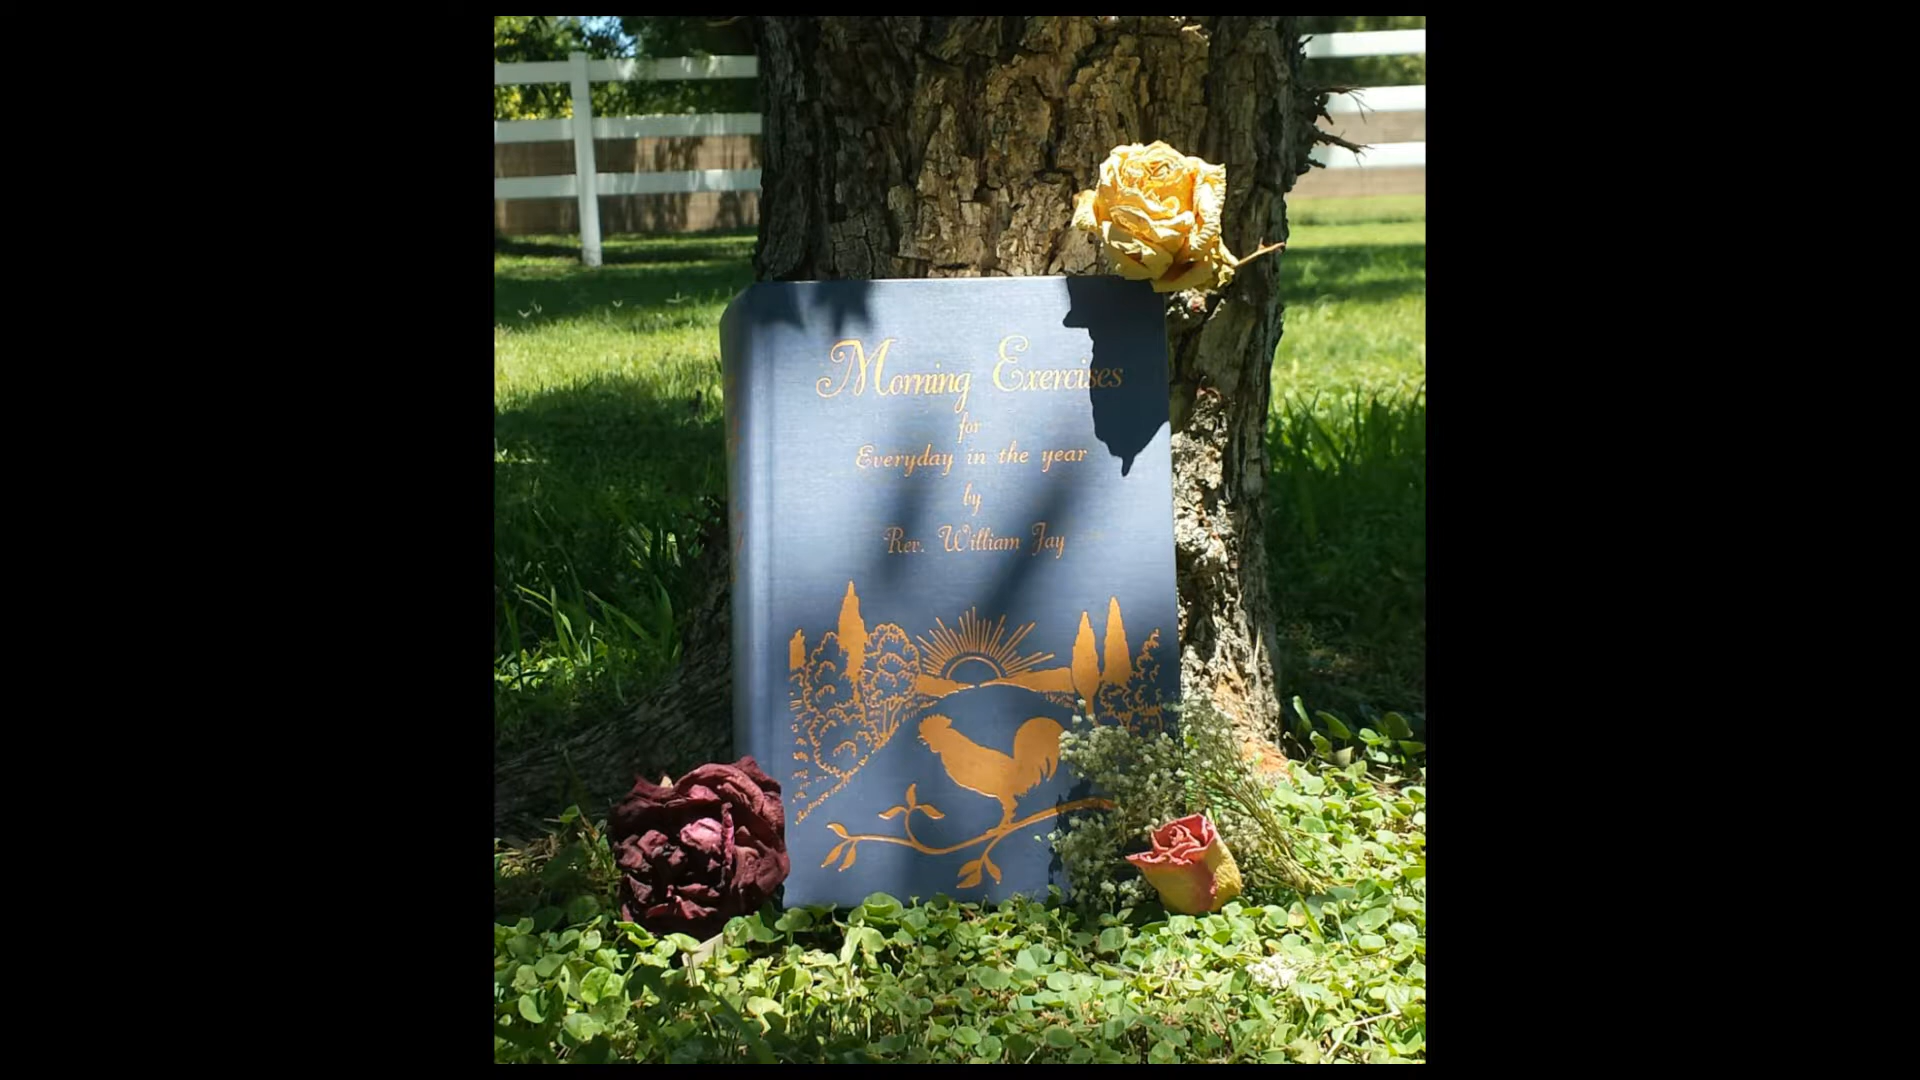 Morning Exercises
for
Everyday in the year
by
Rev. William Jay